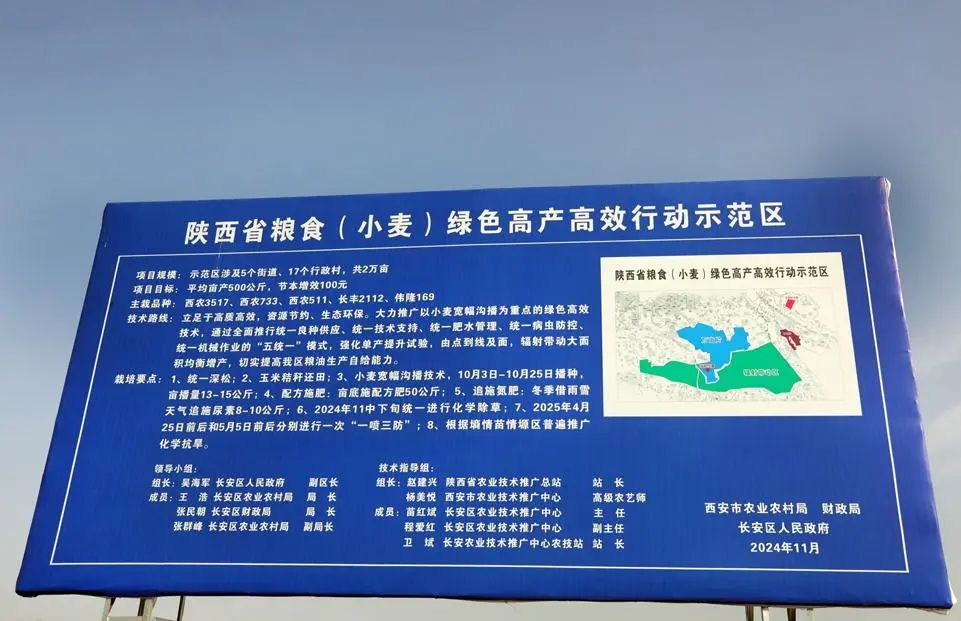 陕西省粮食（小麦）绿色高产高效行动示范区
项目规模：示范区涉及5个街道、17个行政村，共2万亩
项目目标：平均亩产500公斤，节本增效100元
主栽品种：西农3517、西农733、西农511、长丰2112、伟隆169
技术路线：立足于高质高效，资源节约、生态环保。大力推广以小麦宽幅沟播为重点的绿色高效
技术，通过全面推行统一良种供应、统一技术支持、统一肥水管理、统一病虫防控、
统一机械作业的“五统一”模式，强化单产提升试验，由点到线及面，辐射带动大面
积均衡增产，切实提高我区粮油生产自给能力。
栽培要点：1、统一深松；2、玉米秸秆还田；3、小麦宽幅沟播技术，10月3日-10月25日播种，
亩播量13-15公斤；4、配方施肥：亩底施配方肥50公斤；5、追施氮肥：冬季借雨雪
天气追施尿素8-10公斤；6、2024年11中下旬统一进行化学除草；7、2025年4月
25日前后和5月5日前后分别进行一次“一喷三防”；8、根据墒情苗情塬区普遍推广
化学抗旱。
陕西省粮食（小麦）绿色高产高效行动示范区
万亩片
辐射带动区
领导小组：
组长：吴海军 长安区人民政府 副区长
成员：王 浩 长安区农业农村局 局 长
张民朝 长安区财政局 局 长
张群峰 长安区农业农村局 副局长
技术指导组：
组长：赵建兴 陕西省农业技术推广总站 站 长
杨美悦 西安市农业技术推广中心 高级农艺师
成员：苗红斌 长安区农业技术推广中心 主 任
程爱红 长安区农业技术推广中心 副主任
卫 斌 长安农业技术推广中心农技站 站 长
西安市农业农村局 财政局
长安区人民政府
2024年11月